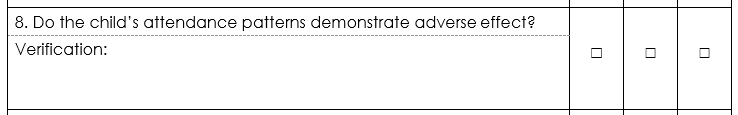 8. Do the child's attendance patterns demonstrate adverse effect?
Verification: